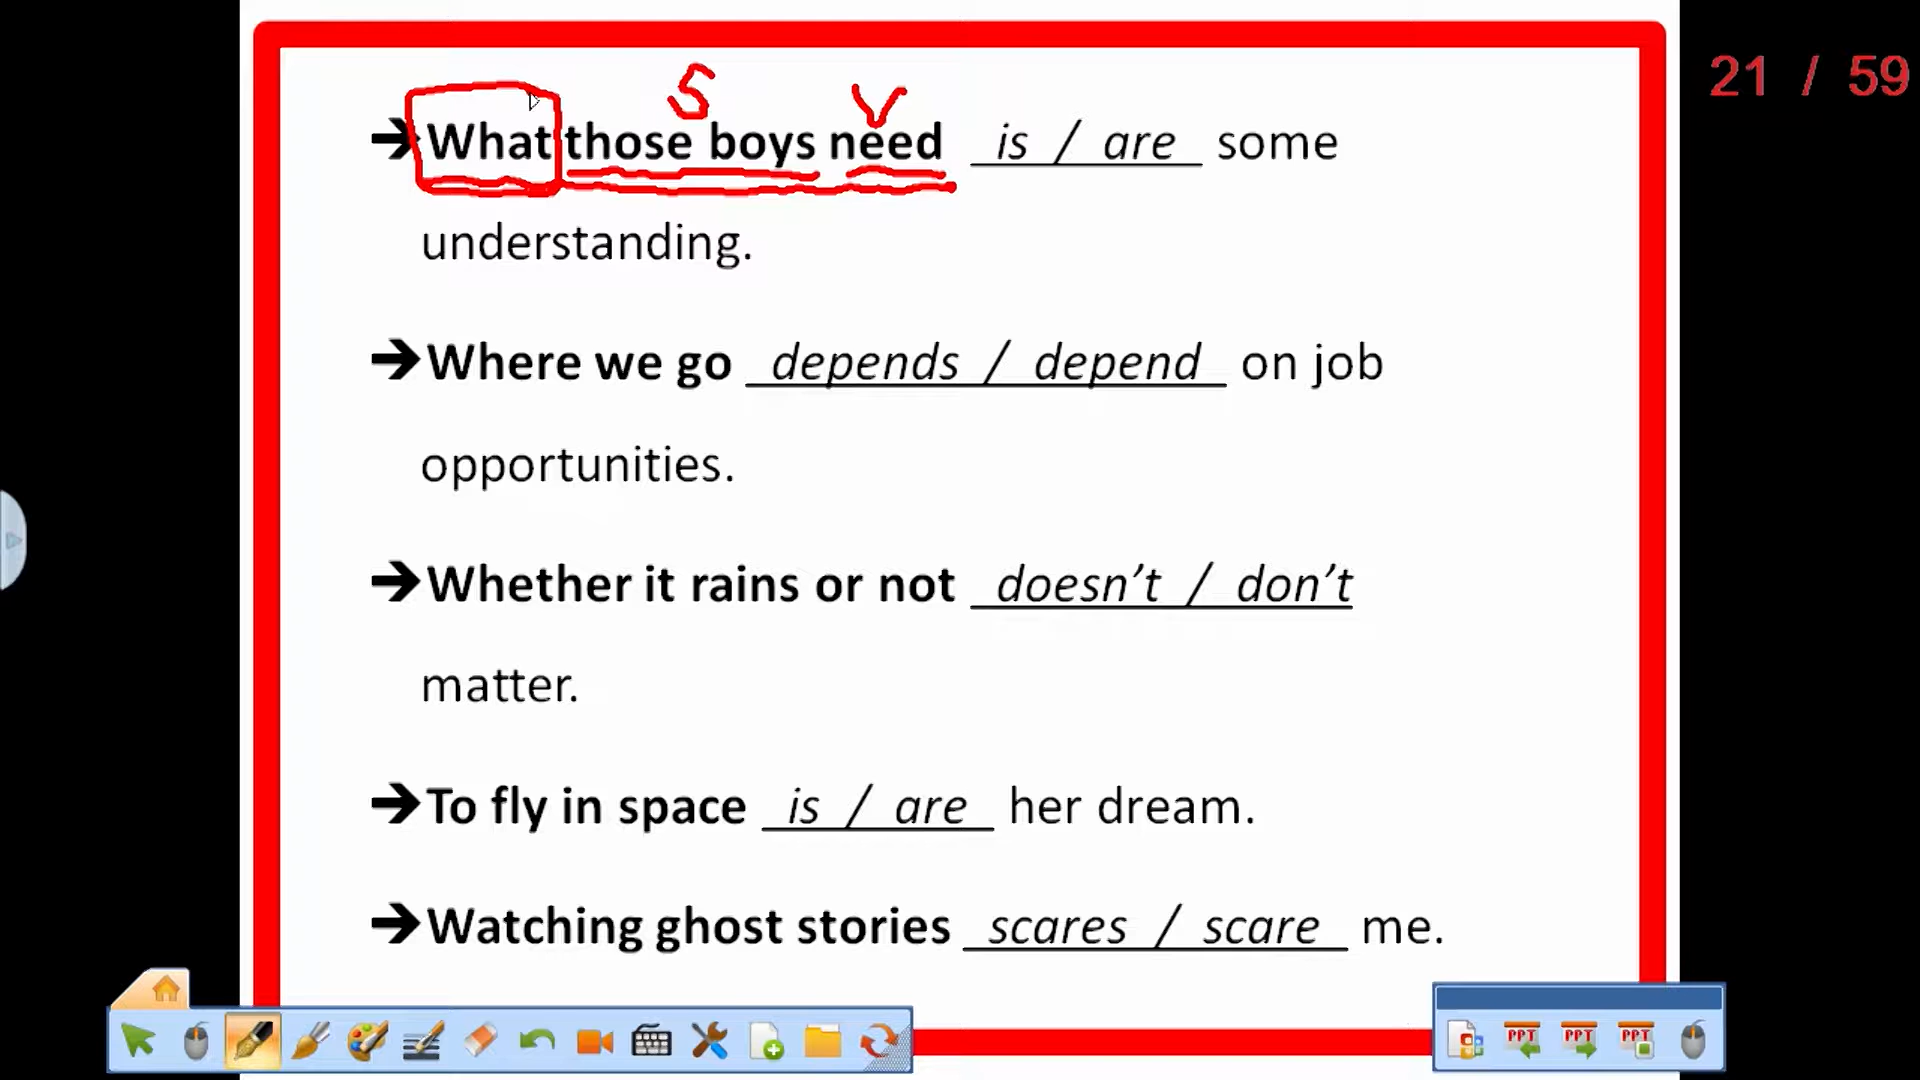 21 / 59
S V
➔What those boys need is / are some
understanding.
➔Where we go depends / depend on job
opportunities.
➔Whether it rains or not doesn’t / don’t
matter.
➔To fly in space is / are her dream.
➔Watching ghost stories scares / scare me.
PPT PPT PPT